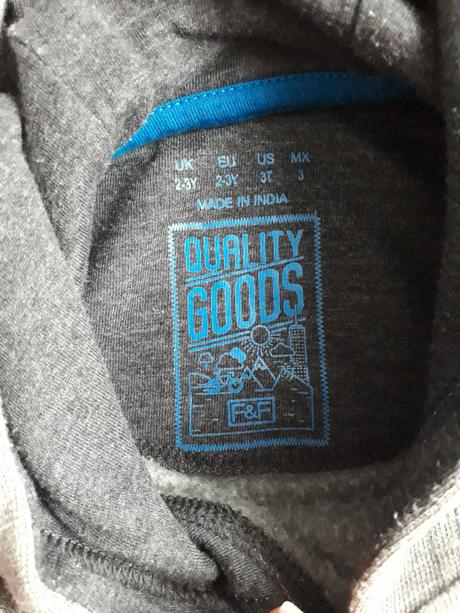 UK EU US MX
2-3Y 2-3Y 3T 3
MADE IN INDIA
QUALITY
GOODS
F&F